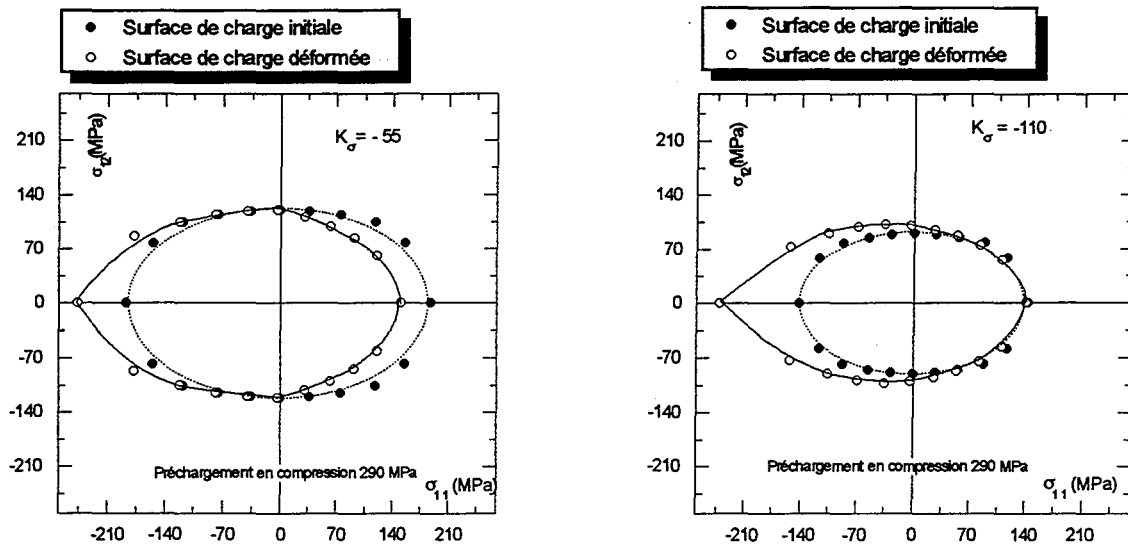 Surface de charge initiale
Surface de charge déformée
σ12 (MPa)
Kσ = - 55
210
140
70
0
-70
-140
-210
Préchargement en compression 290 MPa
σ11 (MPa)
-210 -140 -70 0 70 140 210
Surface de charge initiale
Surface de charge déformée
σ12 (MPa)
Kσ = -110
210
140
70
0
-70
-140
-210
Préchargement en compression 290 MPa
σ11 (MPa)
-210 -140 -70 0 70 140 210